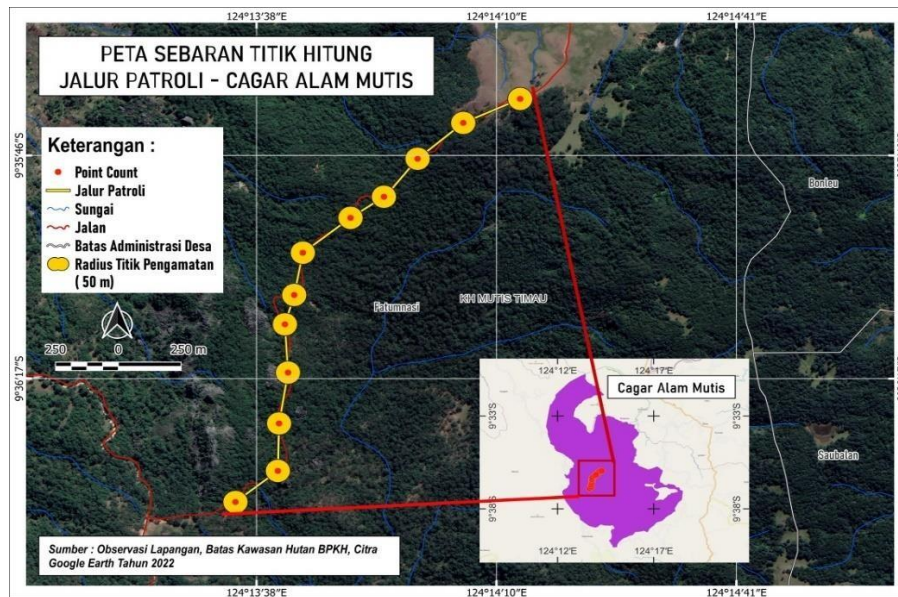 124°13'38"E 124°14'10"E 124°14'41"E
PETA SEBARAN TITIK HITUNG
JALUR PATROLI - CAGAR ALAM MUTIS
9°35'46"S
Keterangan :
Point Count
Jalur Patroli
Sungai
Jalan
Batas Administrasi Desa
Radius Titik Pengamatan
( 50 m)
Bonleu
Fatumnasi
KH MUTIS TIMAU
250 0 250 m
9°36'17"S
124°12'E 124°17'E
Cagar Alam Mutis
9°33'S 9°33'S
Saubalan
9°38'S 9°38'S
124°12'E 124°17'E
Sumber : Observasi Lapangan, Batas Kawasan Hutan BPKH, Citra
Google Earth Tahun 2022
124°13'38"E 124°14'10"E 124°14'41"E